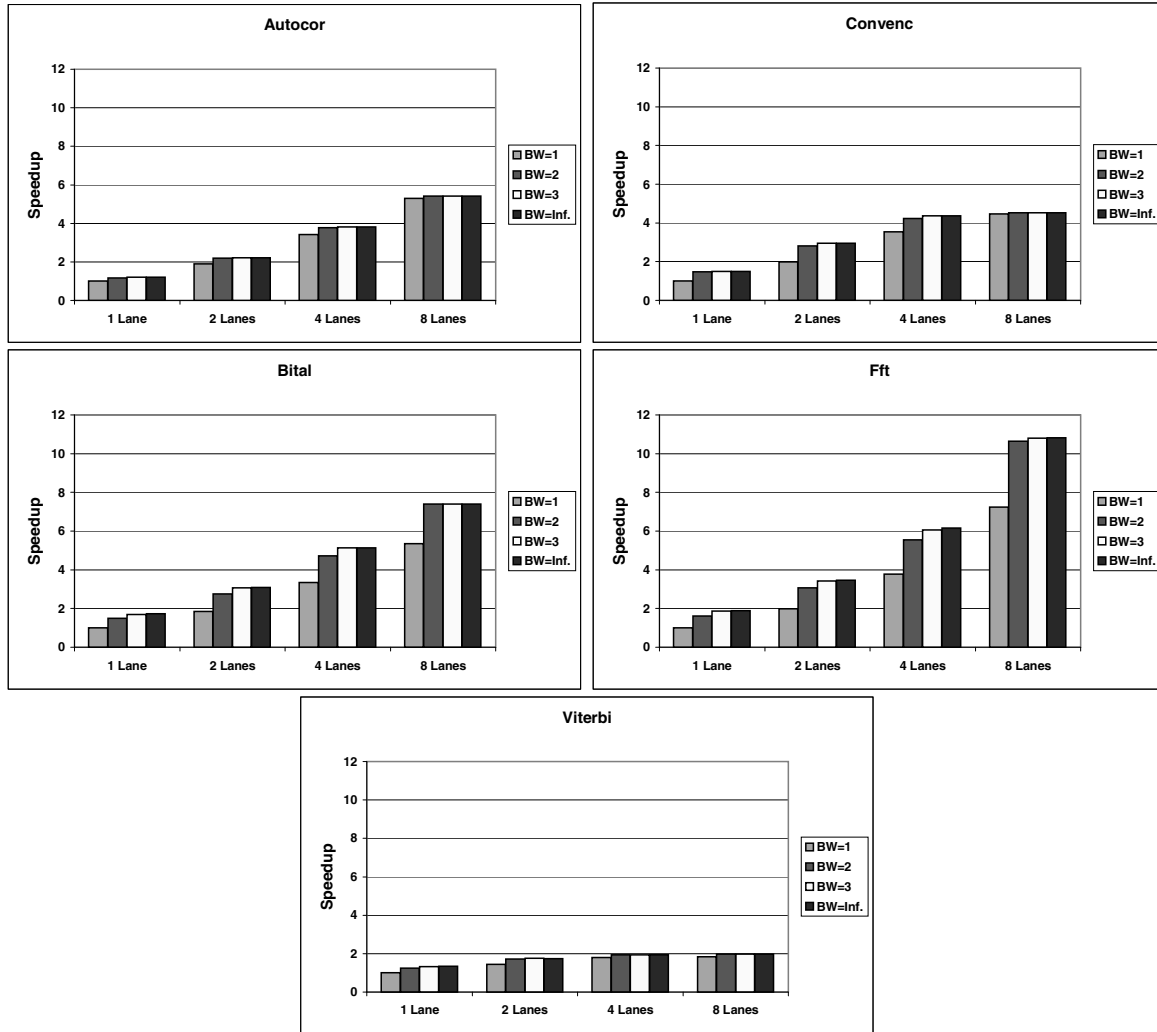 Autocor
12
10
8
6
4
2
0
Speedup
1 Lane
2 Lanes
4 Lanes
8 Lanes
BW=1
BW=2
BW=3
BW=Inf.
Convenc
12
10
8
6
4
2
0
Speedup
1 Lane
2 Lanes
4 Lanes
8 Lanes
BW=1
BW=2
BW=3
BW=Inf.
Bital
12
10
8
6
4
2
0
Speedup
1 Lane
2 Lanes
4 Lanes
8 Lanes
BW=1
BW=2
BW=3
BW=Inf.
Fft
12
10
8
6
4
2
0
Speedup
1 Lane
2 Lanes
4 Lanes
8 Lanes
BW=1
BW=2
BW=3
BW=Inf.
Viterbi
12
10
8
6
4
2
0
Speedup
1 Lane
2 Lanes
4 Lanes
8 Lanes
BW=1
BW=2
BW=3
BW=Inf.